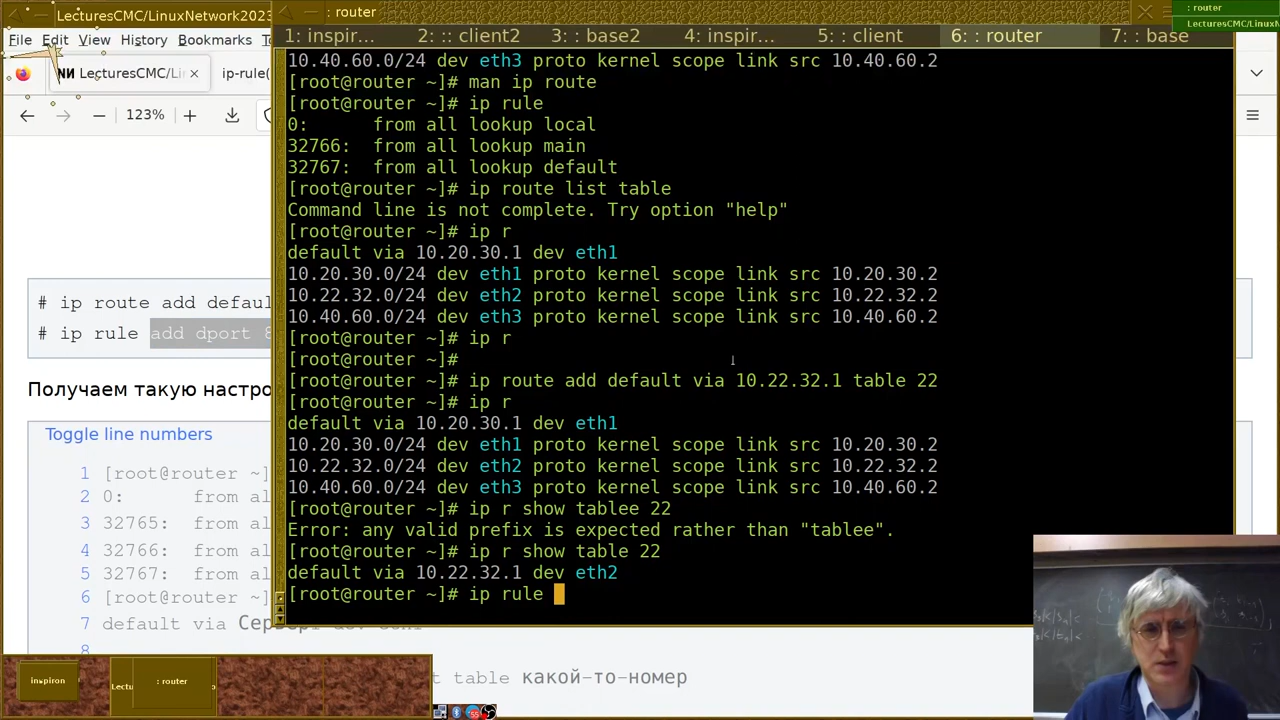 LecturesCMC/LinuxNetwork2023
: router
: router
LecturesCMC/LinuxNetwork2023
File Edit View History Bookmarks
1: inspir... 2: :: client2 3: : base2 4: inspir... 5: : client 6: : router 7: : base
LecturesCMC/Li
ip-rule(
123%
10.40.60.0/24 dev eth3 proto kernel scope link src 10.40.60.2
[root@router ~]# man ip route
[root@router ~]# ip rule
0: from all lookup local
32766: from all lookup main
32767: from all lookup default
[root@router ~]# ip route list table
Command line is not complete. Try option "help"
[root@router ~]# ip r
default via 10.20.30.1 dev eth1
10.20.30.0/24 dev eth1 proto kernel scope link src 10.20.30.2
10.22.32.0/24 dev eth2 proto kernel scope link src 10.22.32.2
10.40.60.0/24 dev eth3 proto kernel scope link src 10.40.60.2
[root@router ~]# ip r
[root@router ~]#
[root@router ~]# ip route add default via 10.22.32.1 table 22
[root@router ~]# ip r
default via 10.20.30.1 dev eth1
10.20.30.0/24 dev eth1 proto kernel scope link src 10.20.30.2
10.22.32.0/24 dev eth2 proto kernel scope link src 10.22.32.2
10.40.60.0/24 dev eth3 proto kernel scope link src 10.40.60.2
[root@router ~]# ip r show tablee 22
Error: any valid prefix is expected rather than "tablee".
[root@router ~]# ip r show table 22
default via 10.22.32.1 dev eth2
[root@router ~]# ip rule
# ip route add defaul
# ip rule add dport 8
Получаем такую настро
Toggle line numbers
1 [root@router ~]#
2 0: from al
3 32765: from al
4 32766: from al
5 32767: from al
6 [root@router ~]#
7 default via
8
t table какой-то-номер
inspiron
Lectu
: router
55